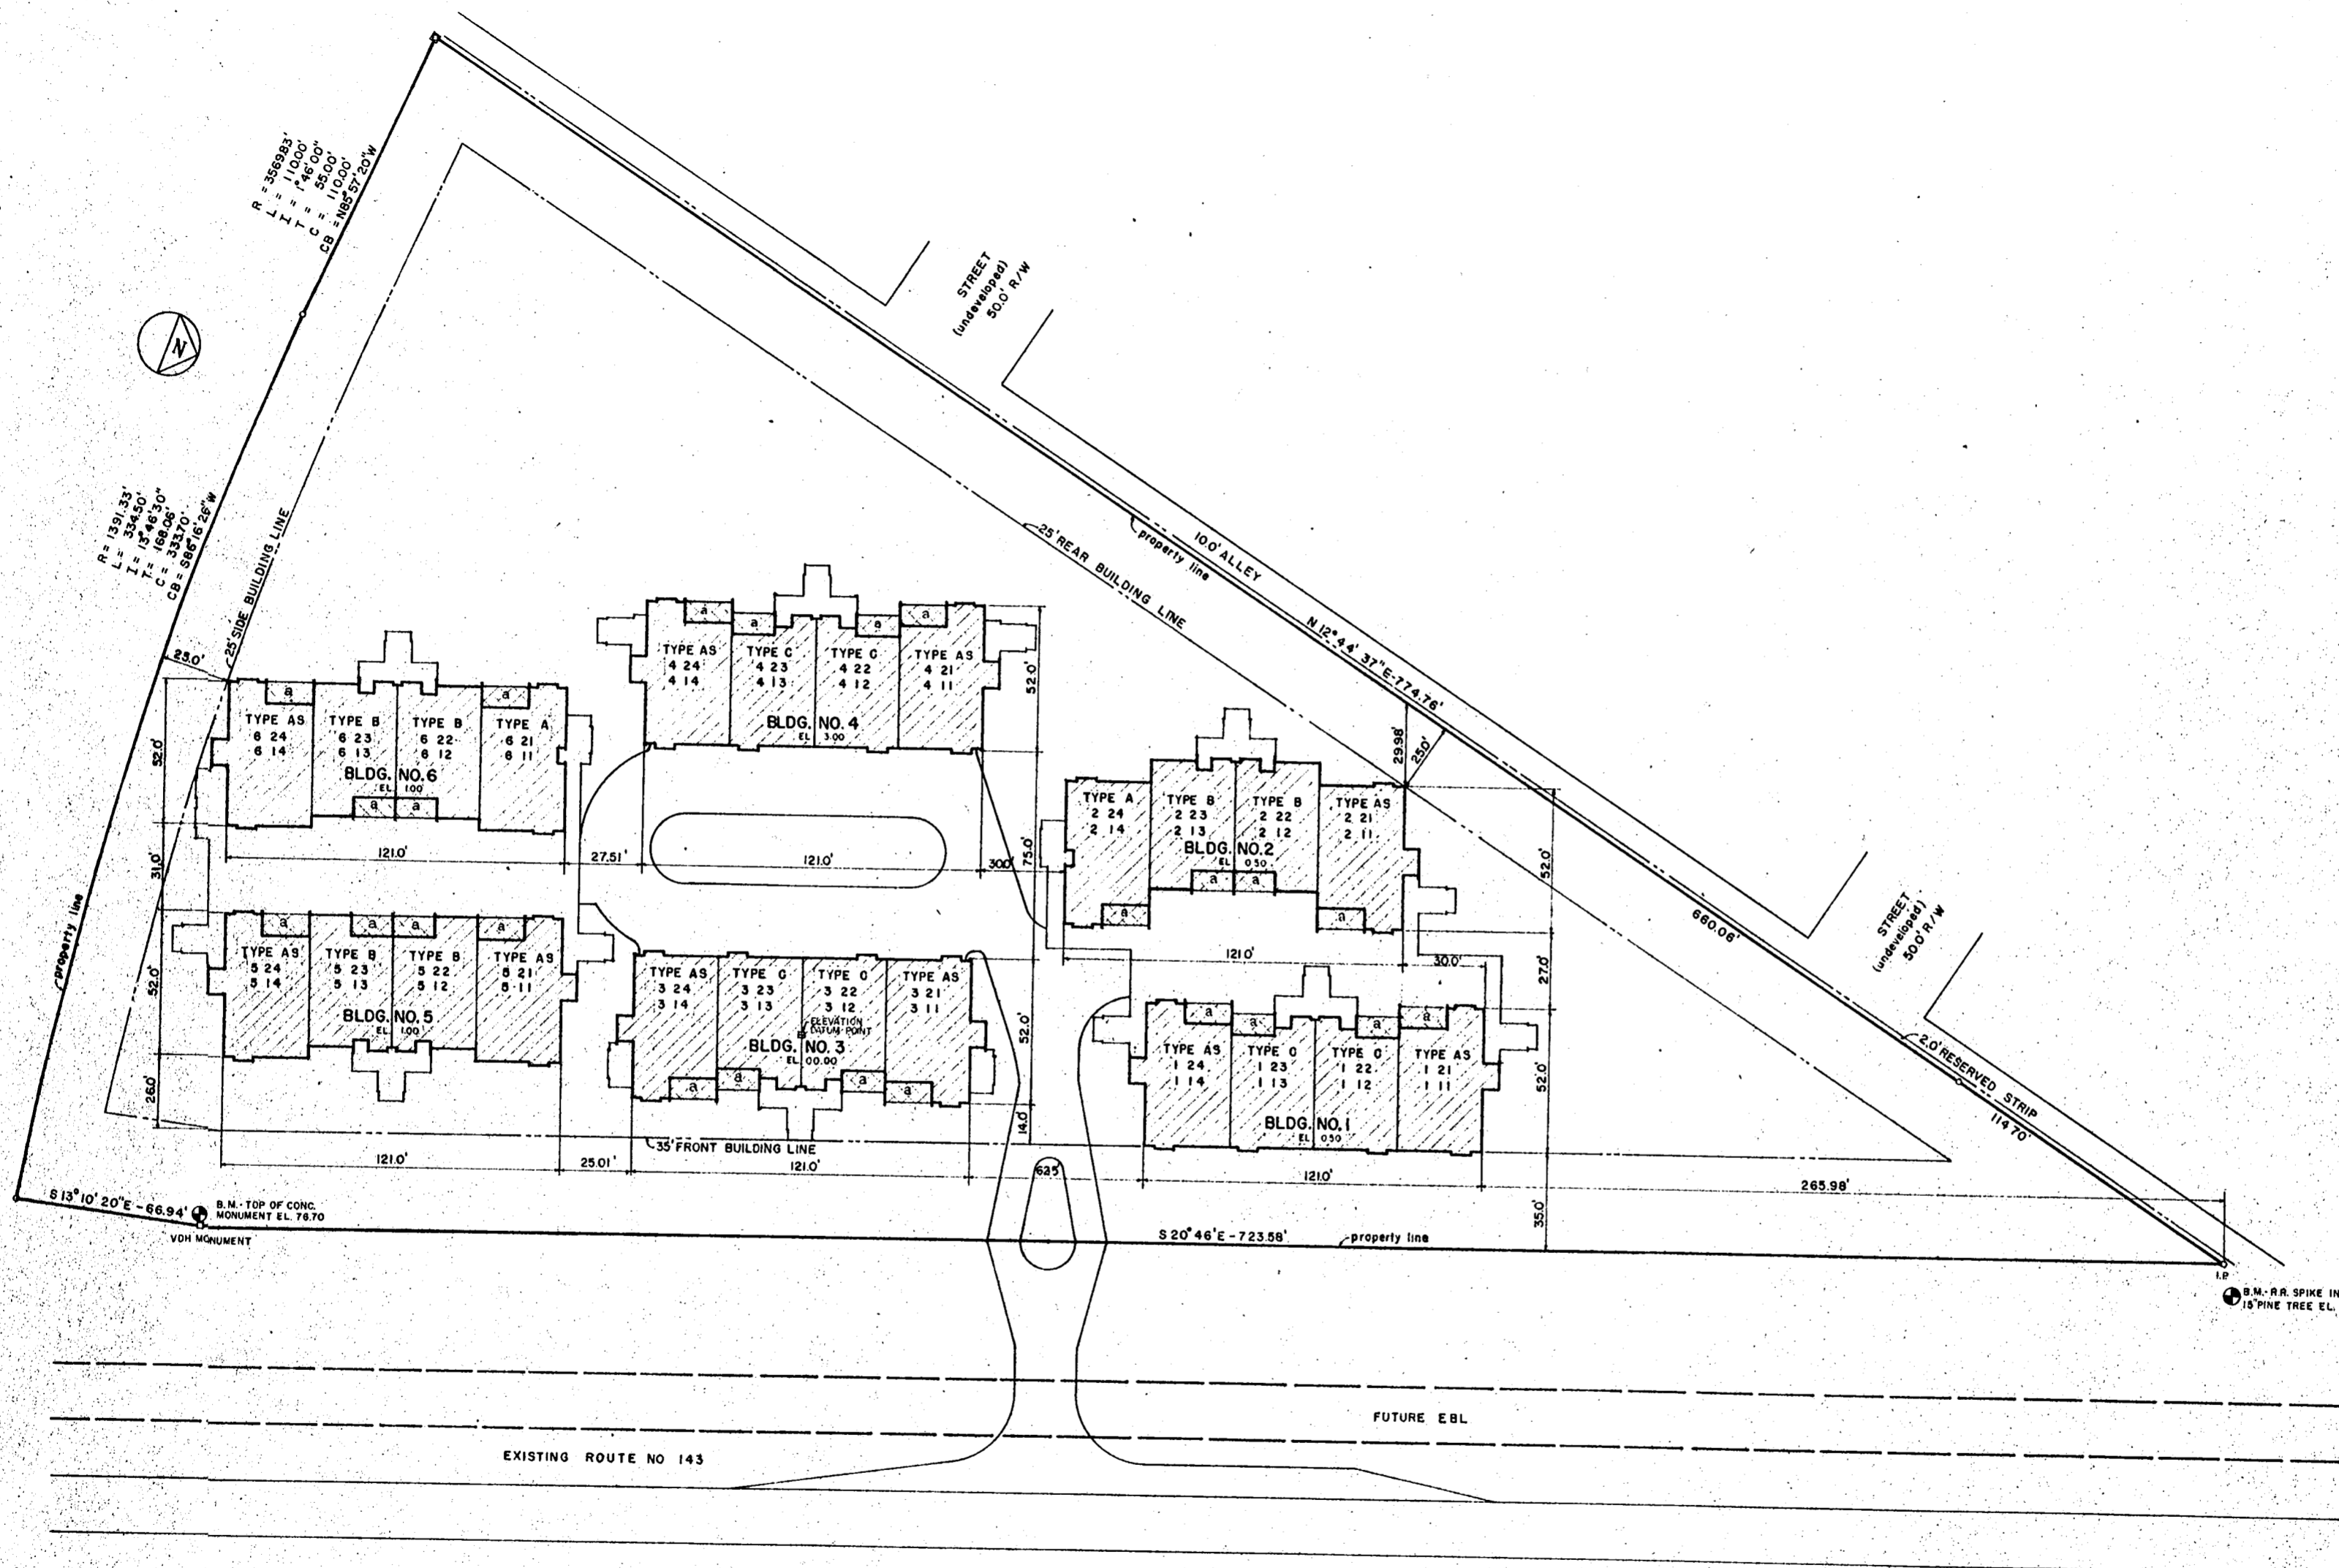 R = 3569.83'
L = 110.00'
I = 1°46'00"
T = 55.00'
C = 110.00'
CB = N85°57'20"W
STREET
(undeveloped)
50.0' R/W
N
R = 1391.33'
L = 334.50'
I = 13°46'30"
T = 168.06'
C = 333.70'
CB = S86°16'26"W
25' SIDE BUILDING LINE
25' REAR BUILDING LINE
property line
10.0' ALLEY
N 12°44' 37"E-774.76'
25.0'
a
a
a
a
TYPE AS
4 24
4 14
TYPE C
4 23
4 13
TYPE C
4 22
4 12
TYPE AS
4 21
4 11
BLDG. NO. 4
EL 3.00
52.0'
a
a
TYPE AS
6 24
6 14
TYPE B
6 23
6 13
TYPE B
6 22
6 12
TYPE A
6 21
6 11
BLDG. NO. 6
EL 1.00
a
a
52.0'
29.98'
25.0'
TYPE A
2 24
2 14
TYPE B
2 23
2 13
TYPE B
2 22
2 12
TYPE AS
2 21
2 11
BLDG. NO. 2
EL 0.50
a
a
a
a
52.0'
121.0'
27.51'
121.0'
30.0'
75.0'
31.0'
property line
a
a
a
a
TYPE AS
5 24
5 14
TYPE B
5 23
5 13
TYPE B
5 22
5 12
TYPE AS
5 21
5 11
BLDG. NO. 5
EL 1.00
52.0'
26.0'
TYPE AS
3 24
3 14
TYPE C
3 23
3 13
TYPE C
3 22
3 12
TYPE AS
3 21
3 11
ELEVATION
DATUM POINT
BLDG. NO. 3
EL 00.00
a
a
a
a
52.0'
14.0'
121.0'
30.0'
27.0'
660.06'
STREET
(undeveloped)
50.0' R/W
a
a
a
a
TYPE AS
1 24
1 14
TYPE C
1 23
1 13
TYPE C
1 22
1 12
TYPE AS
1 21
1 11
BLDG. NO. 1
EL 0.50
52.0'
2.0' RESERVED STRIP
114.70'
35' FRONT BUILDING LINE
121.0'
25.01'
121.0'
62.5
121.0'
265.98'
35.0'
S 13°10' 20"E-66.94'
B.M.-TOP OF CONC.
MONUMENT EL. 76.70
VDH MONUMENT
S 20°46'E-723.58'
property line
I.P.
B.M.-R.R. SPIKE IN
15" PINE TREE EL.
FUTURE EBL
EXISTING ROUTE NO 143